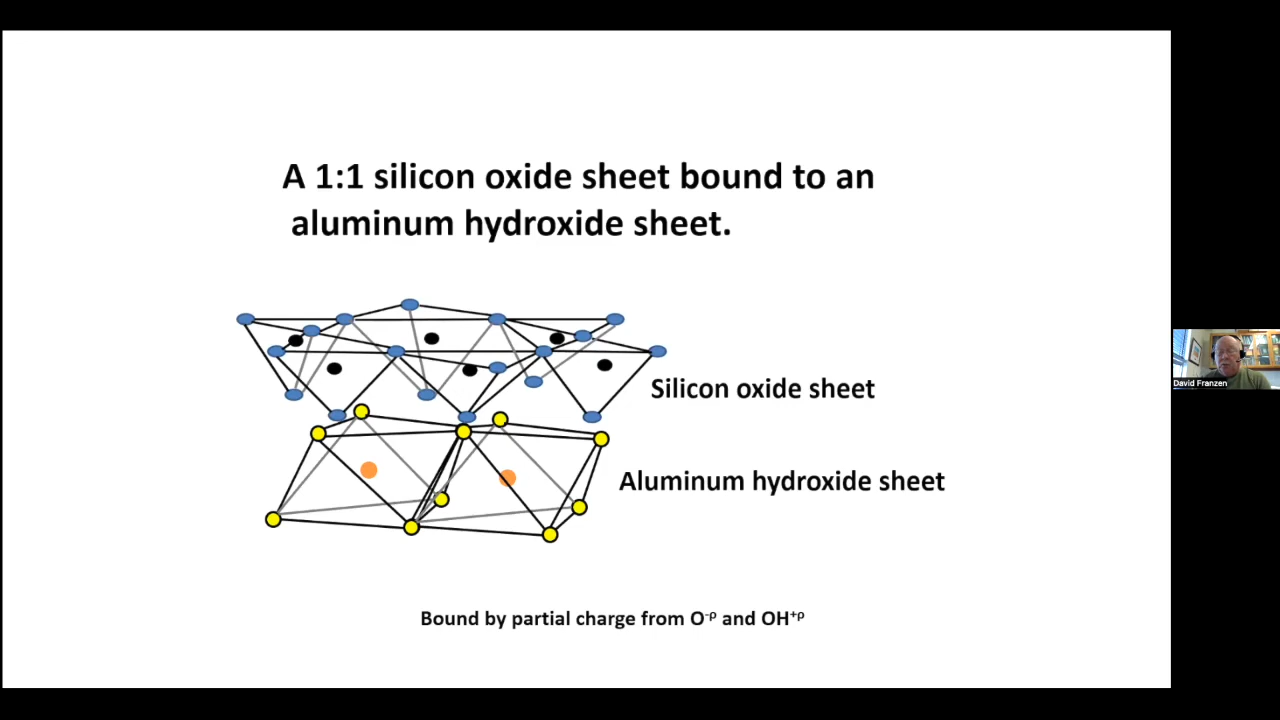 A 1:1 silicon oxide sheet bound to an
aluminum hydroxide sheet.
Silicon oxide sheet
Aluminum hydroxide sheet
Bound by partial charge from O⁻ᵖ and OH⁺ᵖ
David Franzen